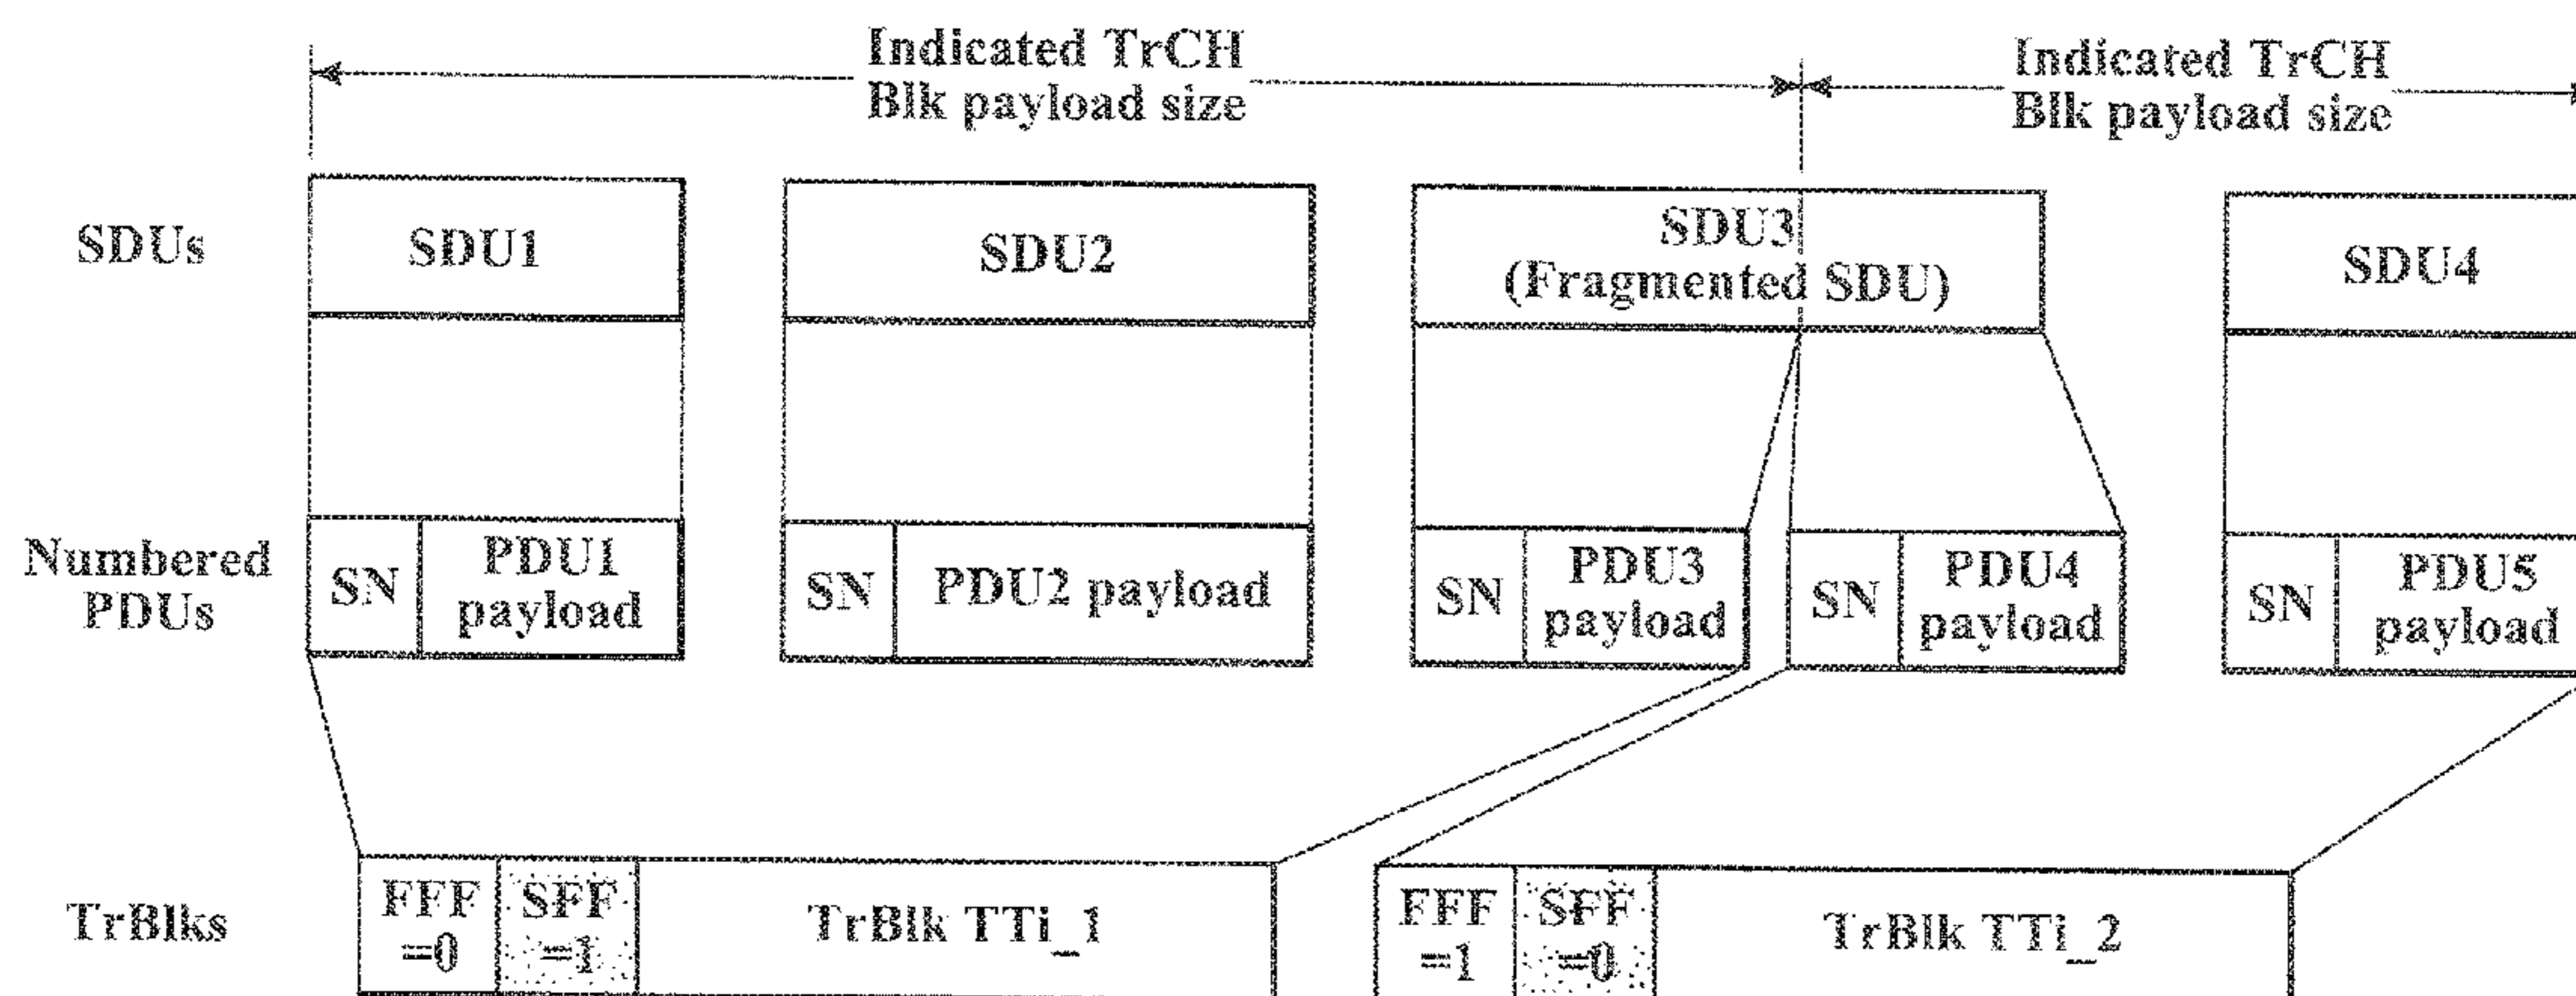 Indicated TrCH
Blk payload size
Indicated TrCH
Blk payload size
SDUs
SDU1
SDU2
SDU3
(Fragmented SDU)
SDU4
Numbered
PDUs
SN
PDU1
payload
SN
PDU2 payload
SN
PDU3
payload
SN
PDU4
payload
SN
PDU5
payload
TrBlks
FFF
=0
SFF
=1
TrBlk TTi_1
FFF
=1
SFF
=0
TrBlk TTi_2